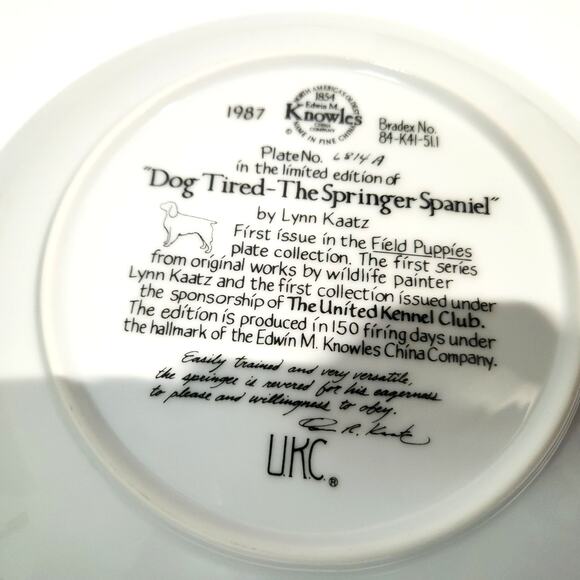 NORTH AMERICA'S OLDEST
1854
Edwin M.
Knowles
CHINA
COMPANY
© NAME IN FINE CHINA
1987
Bradex No.
84-K41-51.1
Plate No. 6814A
in the limited edition of
"Dog Tired-The Springer Spaniel"
by Lynn Kaatz
First issue in the Field Puppies
plate collection. The first series
from original works by wildlife painter
Lynn Kaatz and the first collection issued under
the sponsorship of The United Kennel Club.
The edition is produced in 150 firing days under
the hallmark of the Edwin M. Knowles China Company.
Easily trained and very versatile,
the springer is revered for his eagerness
to please and willingness to obey.
R. Kaatz
U.K.C.®